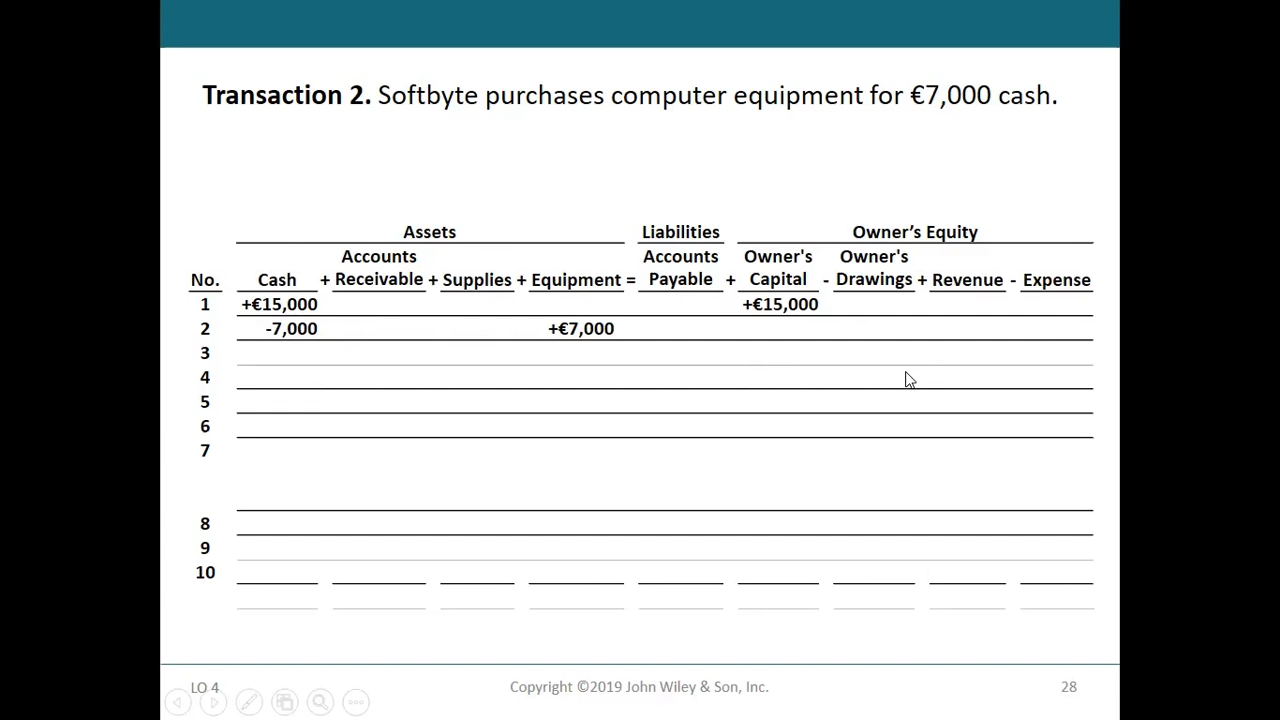 Transaction 2. Softbyte purchases computer equipment for €7,000 cash.
Assets Liabilities Owner’s Equity
Accounts Accounts Owner's Owner's
No. Cash + Receivable + Supplies + Equipment = Payable + Capital - Drawings + Revenue - Expense
1 +€15,000 +€15,000
2 -7,000 +€7,000
3
4
5
6
7
8
9
10
LO 4 Copyright ©2019 John Wiley & Son, Inc. 28